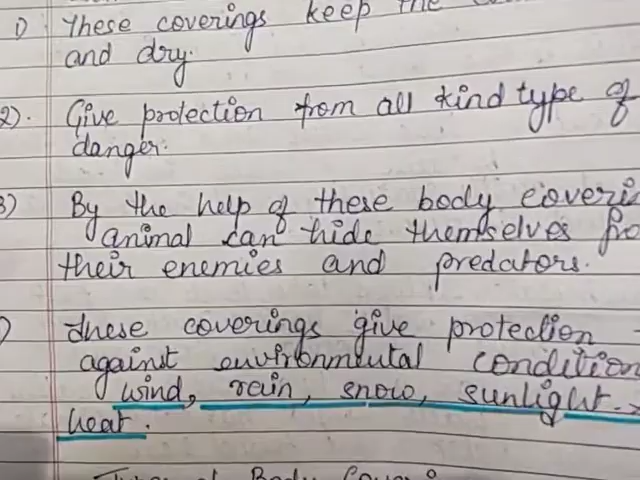 1) These coverings keep the
and dry.
2). Give protection from all kind type of
danger.
3) By the help of these body coveri
animal can hide themselves fro
their enemies and predators.
) These coverings give protection
against environmental condition
wind, rain, snow, sunlight
heat.
Body Cover